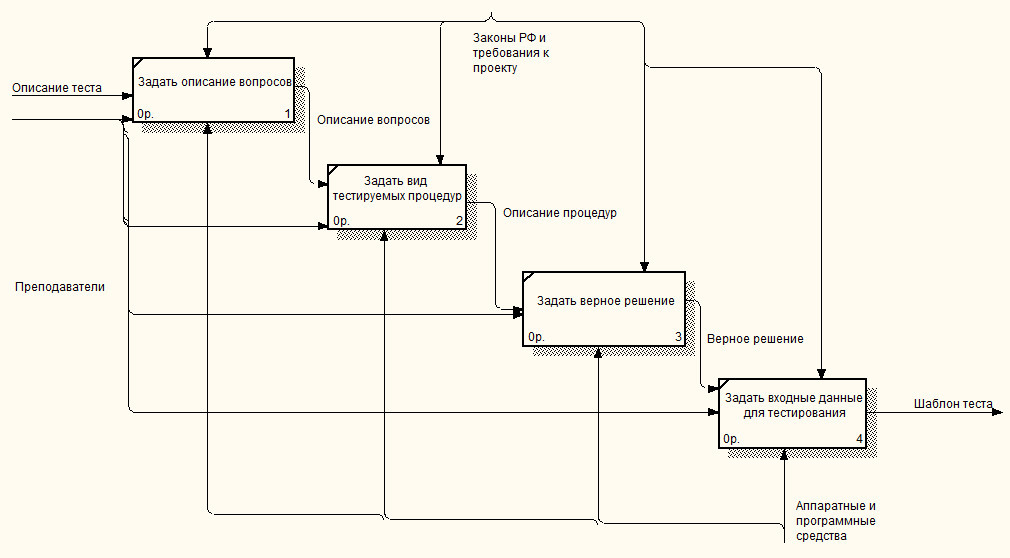 Законы РФ и
требования к
проекту
Описание теста
Задать описание вопросов
0р.
1
Описание вопросов
Задать вид
тестируемых процедур
0р.
2
Описание процедур
Преподаватели
Задать верное решение
0р.
3
Верное решение
Задать входные данные
для тестирования
0р.
4
Шаблон теста
Аппаратные и
программные
средства